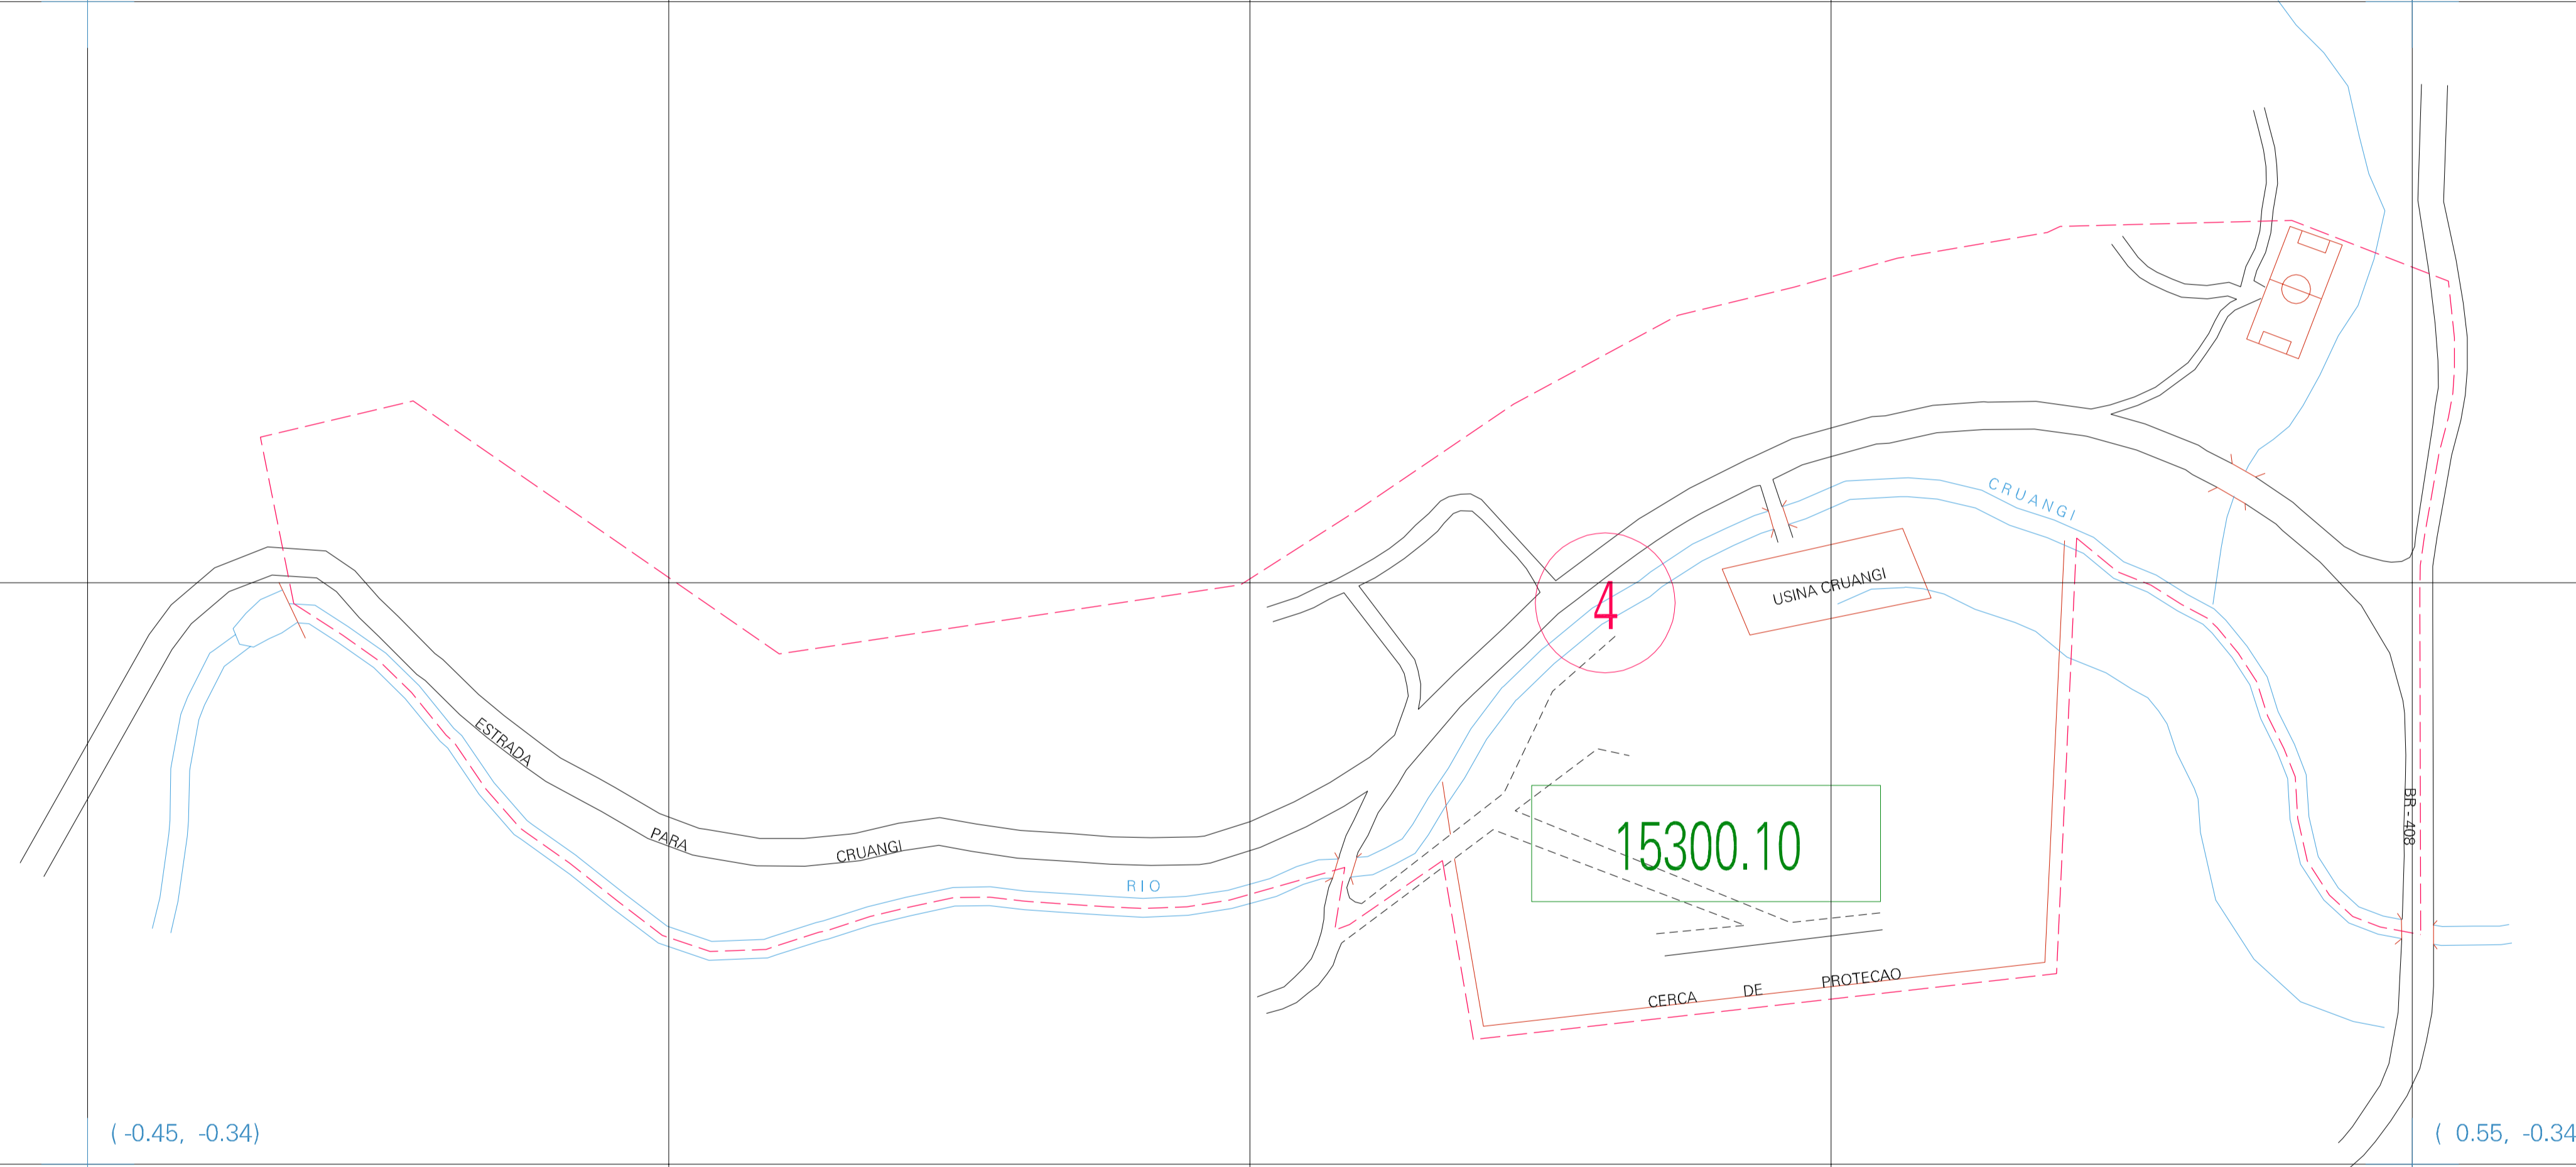 CRUANGI
USINA CRUANGI
4
ESTRADA
PARA
CRUANGI
RIO
15300.10
BR - 408
CERCA DE PROTECAO
( -0.45, -0.34)
( 0.55, -0.34